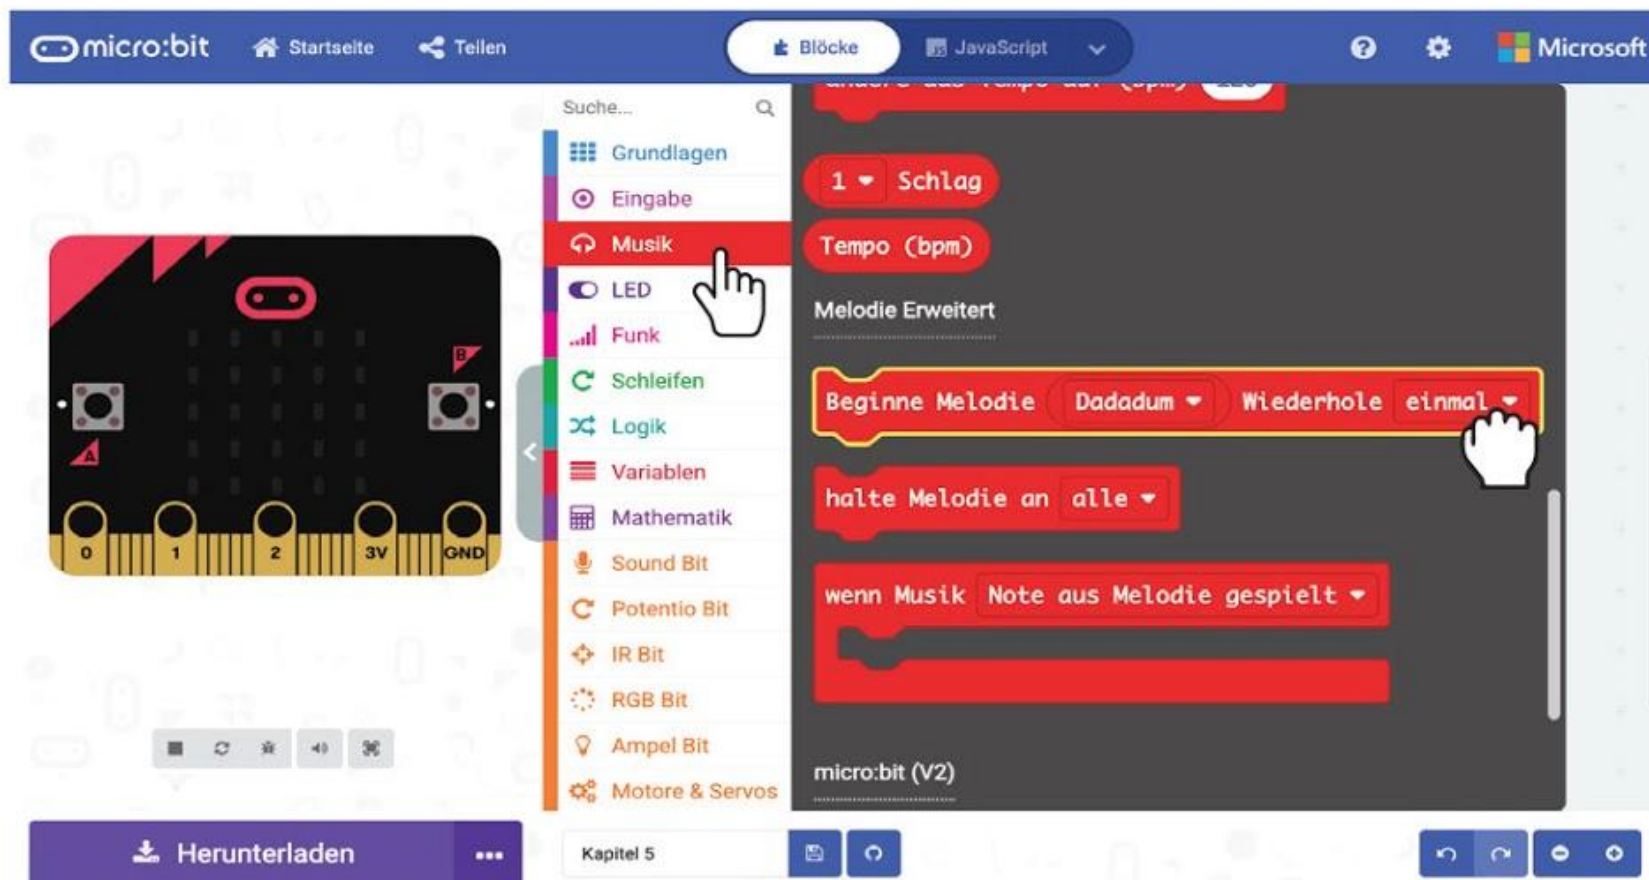 micro:bit
Startseite
Teilen
Blöcke
JavaScript
Microsoft
Suche...
Grundlagen
Eingabe
Musik
LED
Funk
Schleifen
Logik
Variablen
Mathematik
Sound Bit
Potentio Bit
IR Bit
RGB Bit
Ampel Bit
Motore & Servos
1 Schlag
Tempo (bpm)
Melodie Erweitert
Beginne Melodie Dadadum Wiederhole einmal
halte Melodie an alle
wenn Musik Note aus Melodie gespielt
micro:bit (V2)
A
B
0 1 2 3V GND
Herunterladen
Kapitel 5